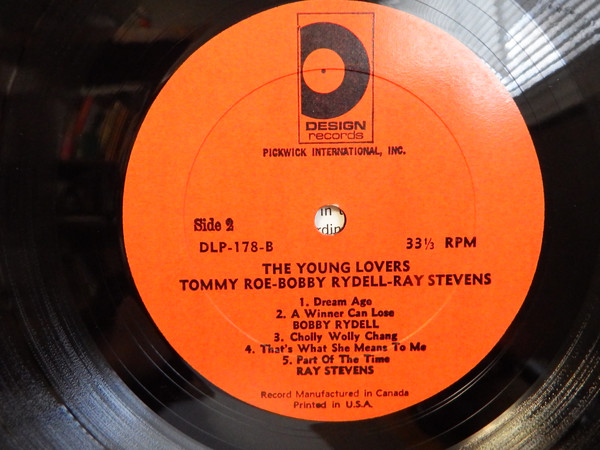 D
DESIGN
records
PICKWICK INTERNATIONAL, INC.
Side 2
DLP-178-B
33⅓ RPM
THE YOUNG LOVERS
TOMMY ROE-BOBBY RYDELL-RAY STEVENS
1. Dream Age
2. A Winner Can Lose
BOBBY RYDELL
3. Cholly Wolly Chang
4. That's What She Means To Me
5. Part Of The Time
RAY STEVENS
Record Manufactured in Canada
Printed in U.S.A.